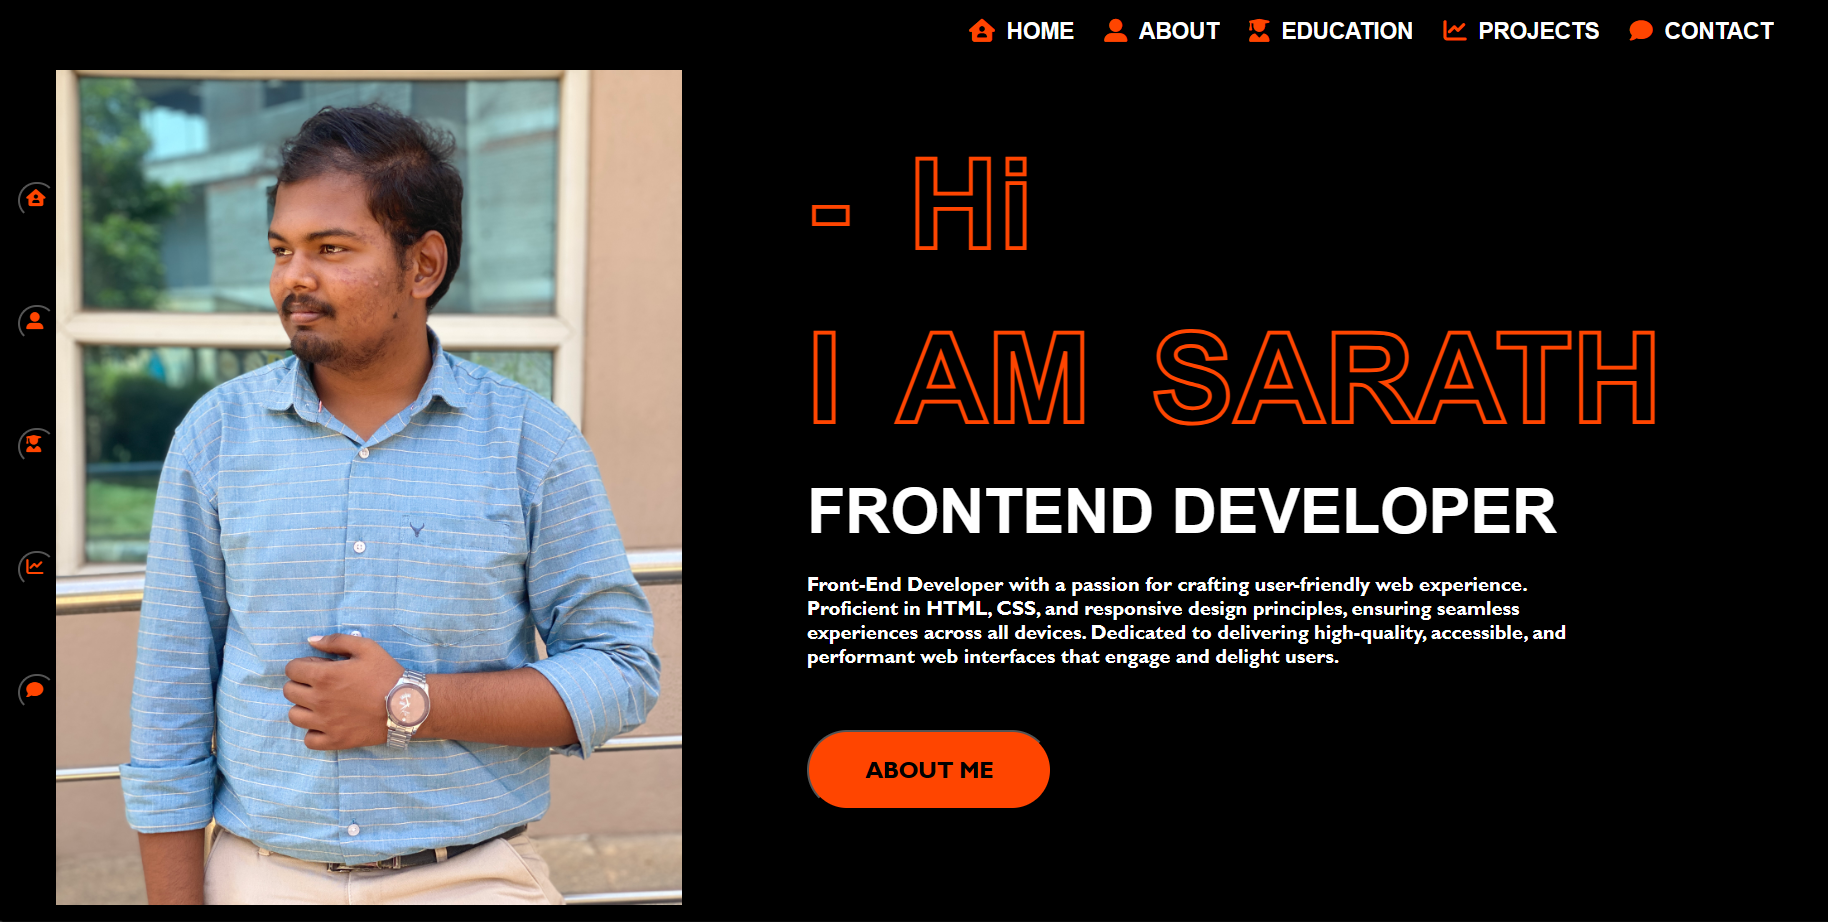 HOME ABOUT EDUCATION PROJECTS CONTACT
- Hi
I AM SARATH
FRONTEND DEVELOPER
Front-End Developer with a passion for crafting user-friendly web experience.
Proficient in HTML, CSS, and responsive design principles, ensuring seamless
experiences across all devices. Dedicated to delivering high-quality, accessible, and
performant web interfaces that engage and delight users.
ABOUT ME